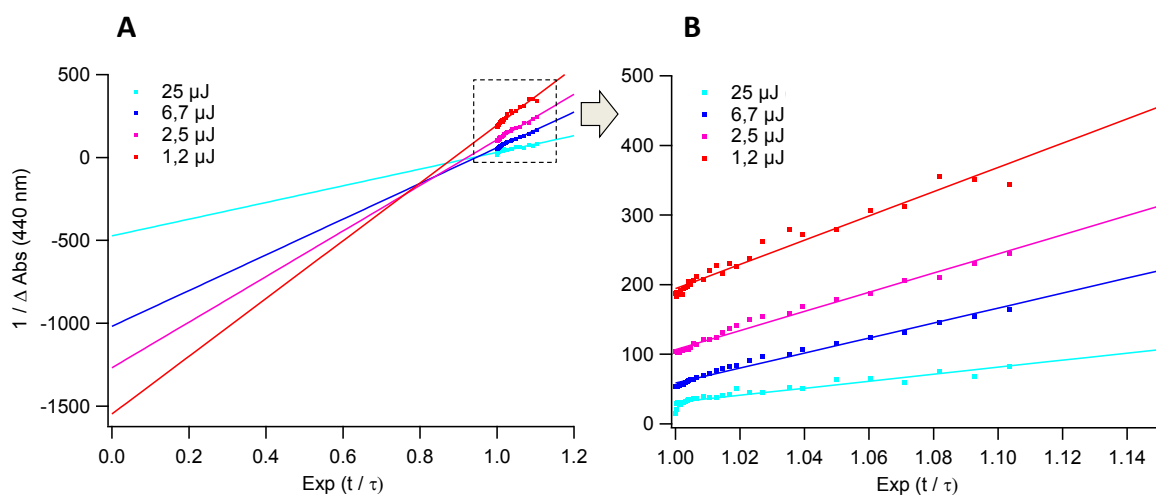 A
500
0
-500
-1000
-1500
1 / Δ Abs (440 nm)
25 µJ
6,7 µJ
2,5 µJ
1,2 µJ
0.0 0.2 0.4 0.6 0.8 1.0 1.2
Exp (t / τ)
B
500
400
300
200
100
0
25 µJ
6,7 µJ
2,5 µJ
1,2 µJ
1.00 1.02 1.04 1.06 1.08 1.10 1.12 1.14
Exp (t / τ)